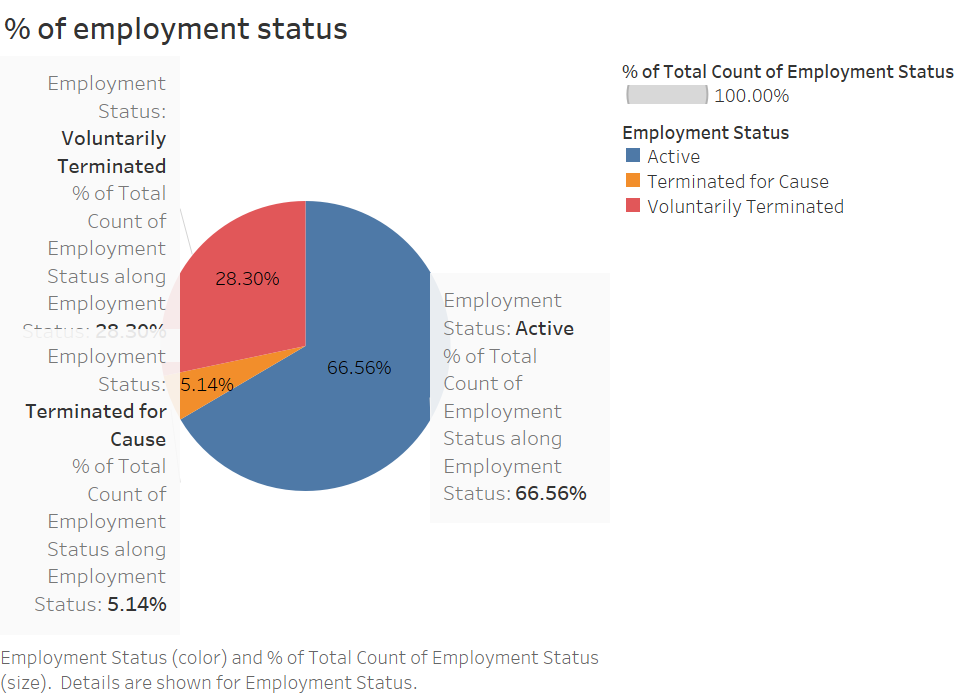 % of employment status
Employment
Status:
Voluntarily
Terminated
% of Total
Count of
Employment
Status along
Employment
Status: 28.30%
Employment
Status:
Terminated for
Cause
% of Total
Count of
Employment
Status along
Employment
Status: 5.14%
28.30%
5.14%
66.56%
Employment
Status: Active
% of Total
Count of
Employment
Status along
Employment
Status: 66.56%
% of Total Count of Employment Status
100.00%
Employment Status
Active
Terminated for Cause
Voluntarily Terminated
Employment Status (color) and % of Total Count of Employment Status
(size).  Details are shown for Employment Status.